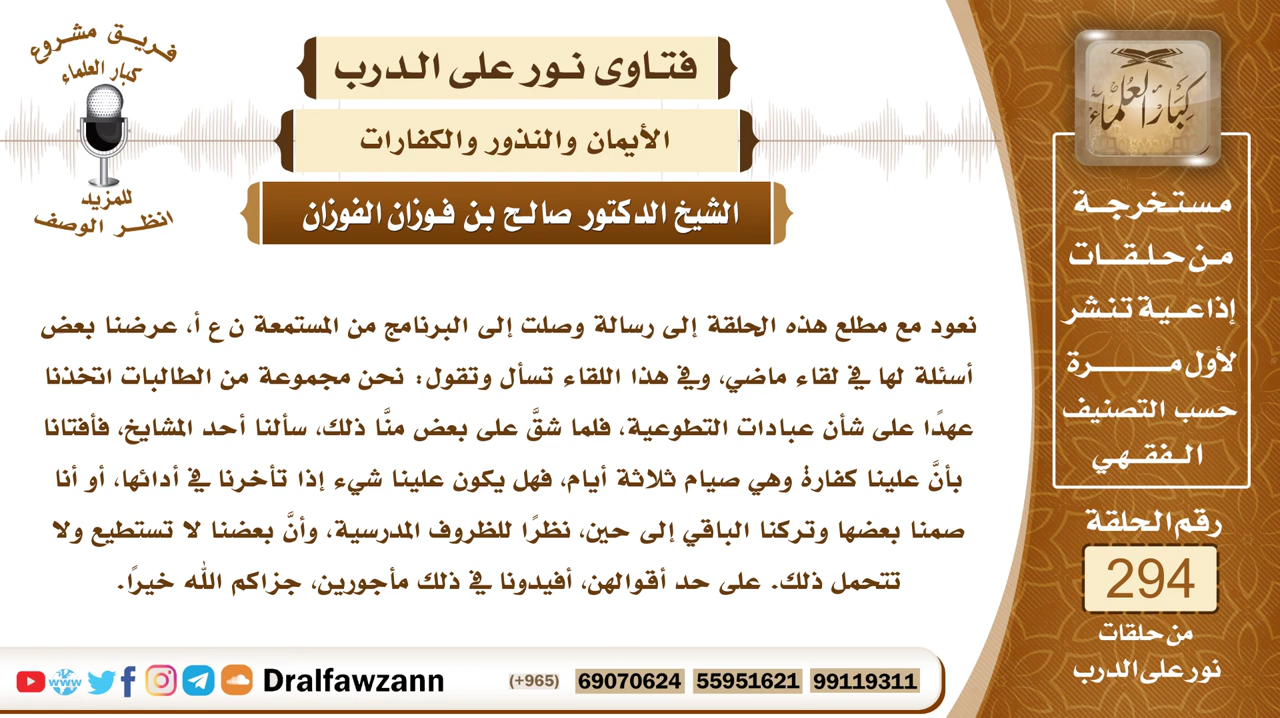 فريق مشروع
كبار العلماء
للمزيد
انظر الوصف
فتاوى نور على الدرب
الأيمان والنذور والكفارات
الشيخ الدكتور صالح بن فوزان الفوزان
نعود مع مطلع هذه الحلقة إلى رسالة وصلت إلى البرنامج من المستمعة ن ع أ، عرضنا بعض
أسئلة لها في لقاء ماضي، وفي هذا اللقاء تسأل وتقول: نحن مجموعة من الطالبات اتخذنا
عهدًا على شأن عبادات التطوعية، فلما شقَّ على بعض منَّا ذلك، سألنا أحد المشايخ، فأفتانا
بأنَّ علينا كفارة وهي صيام ثلاثة أيام، فهل يكون علينا شيء إذا تأخرنا في أدائها، أو أنا
صمنا بعضها وتركنا الباقي إلى حين، نظرًا للظروف المدرسية، وأنَّ بعضنا لا تستطيع ولا
تتحمل ذلك. على حد أقوالهن، أفيدونا في ذلك مأجورين، جزاكم الله خيرًا.
كبار العلماء
مستخرجة
من حلقات
إذاعية تنشر
لأول مرة
حسب التصنيف
الفقهي
رقم الحلقة
294
من حلقات
نور على الدرب
www Dralfawzann (+965) 69070624 55951621 99119311